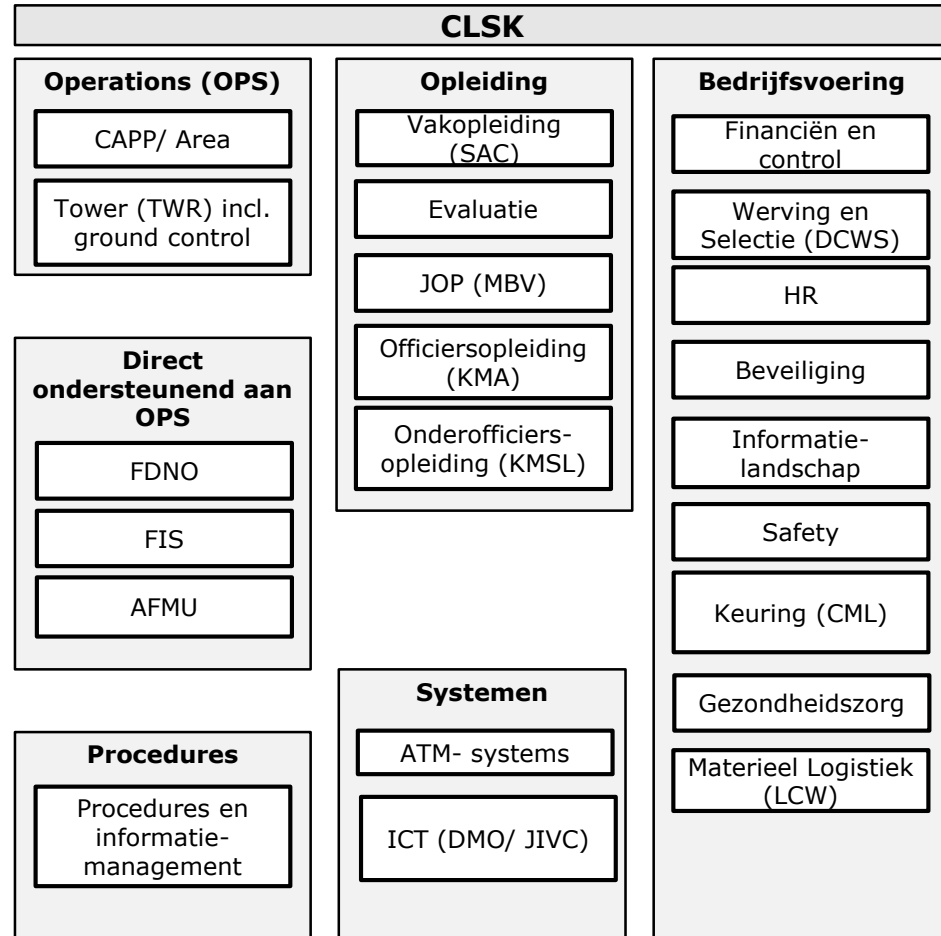 CLSK
Operations (OPS)
CAPP/ Area
Tower (TWR) incl.
ground control
Direct
ondersteunend aan
OPS
FDNO
FIS
AFMU
Procedures
Procedures en
informatie-
management
Opleiding
Vakopleiding
(SAC)
Evaluatie
JOP (MBV)
Officiersopleiding
(KMA)
Onderofficiers-
opleiding (KMSL)
Systemen
ATM- systems
ICT (DMO/ JIVC)
Bedrijfsvoering
Financiën en
control
Werving en
Selectie (DCWS)
HR
Beveiliging
Informatie-
landschap
Safety
Keuring (CML)
Gezondheidszorg
Materieel Logistiek
(LCW)